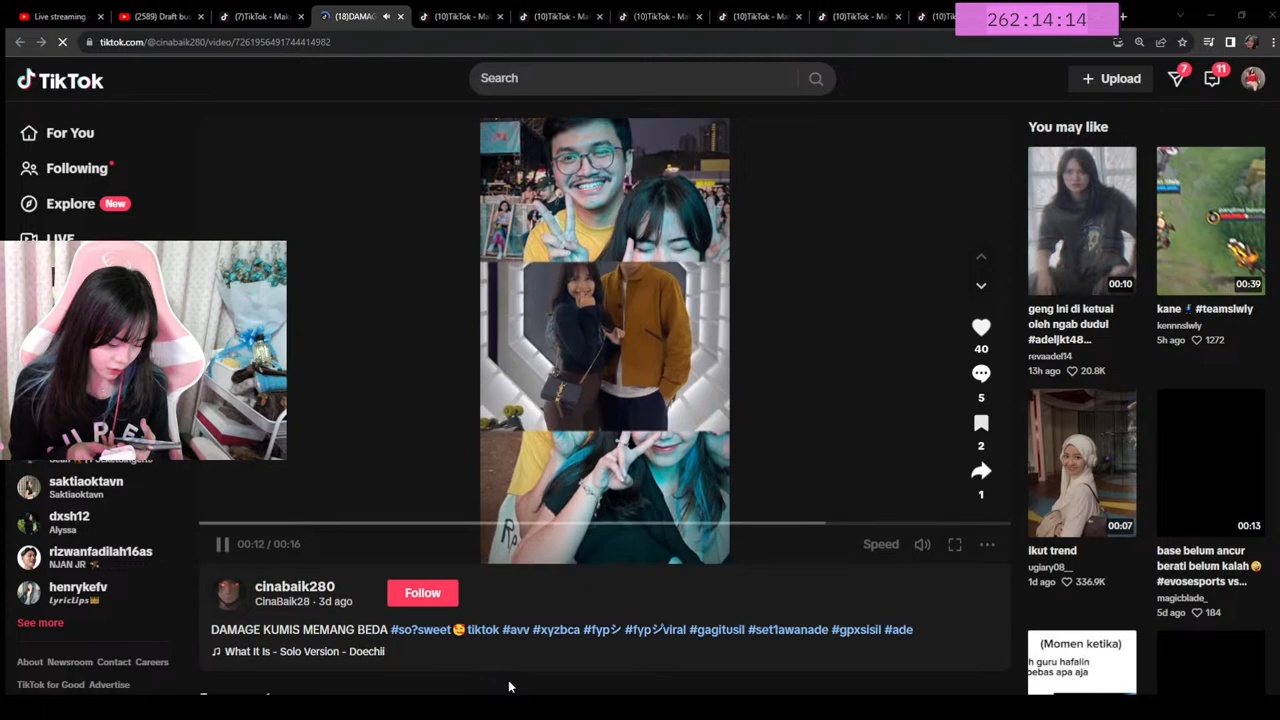 Live streaming
(2589) Draft bus
(7)TikTok - Mak
(18)DAMAG
(10)TikTok - Ma
(10)TikTok - Ma
(10)TikTok - Ma
(10)TikTok - Ma
(10)TikTok - Ma
(10)Ti
262:14:14
tiktok.com/@cinabaik280/video/7261956491744414982
TikTok
Search
Upload
7
11
For You
Following
Explore New
LIVE
saktiaoktavn
Saktiaoktavn
dxsh12
Alyssa
rizwanfadilah16as
NJAN JR
henrykefv
LyricLips
See more
About Newsroom Contact Careers
TikTok for Good Advertise
40
5
2
1
00:12 / 00:16
Speed
cinabaik280
CinaBaik28 · 3d ago
Follow
DAMAGE KUMIS MEMANG BEDA #so?sweet🥰tiktok #avv #xyzbca #fypシ #fypジviral #gagitusil #set1awanade #gpxsisil #ade
What It Is - Solo Version - Doechii
You may like
00:10
geng ini di ketuai
oleh ngab dudul
#adeljkt48...
revaadel14
13h ago 20.8K
00:39
kane #teamslwly
kennnslwly
5h ago 1272
00:07
ikut trend
ugiary08__
1d ago 336.9K
00:13
base belum ancur
berati belum kalah
#evosesports vs...
magicblade_
5d ago 184
(Momen ketika)
guru hafalin
bebas apa aja